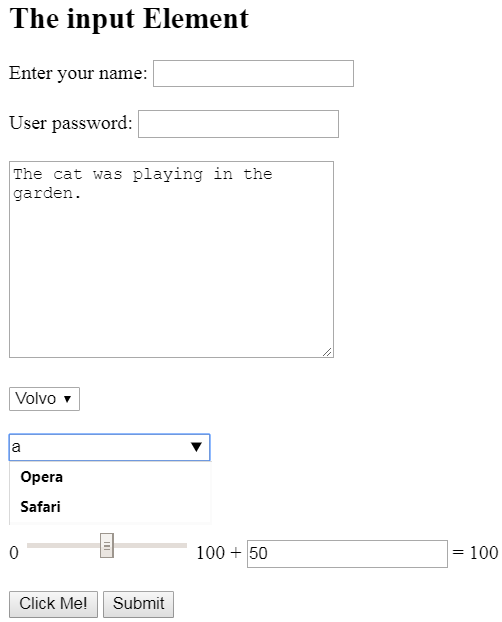 The input Element
Enter your name:
User password:
The cat was playing in the
garden.
Volvo
a
Opera
Safari
0 100 + 50 = 100
Click Me! Submit